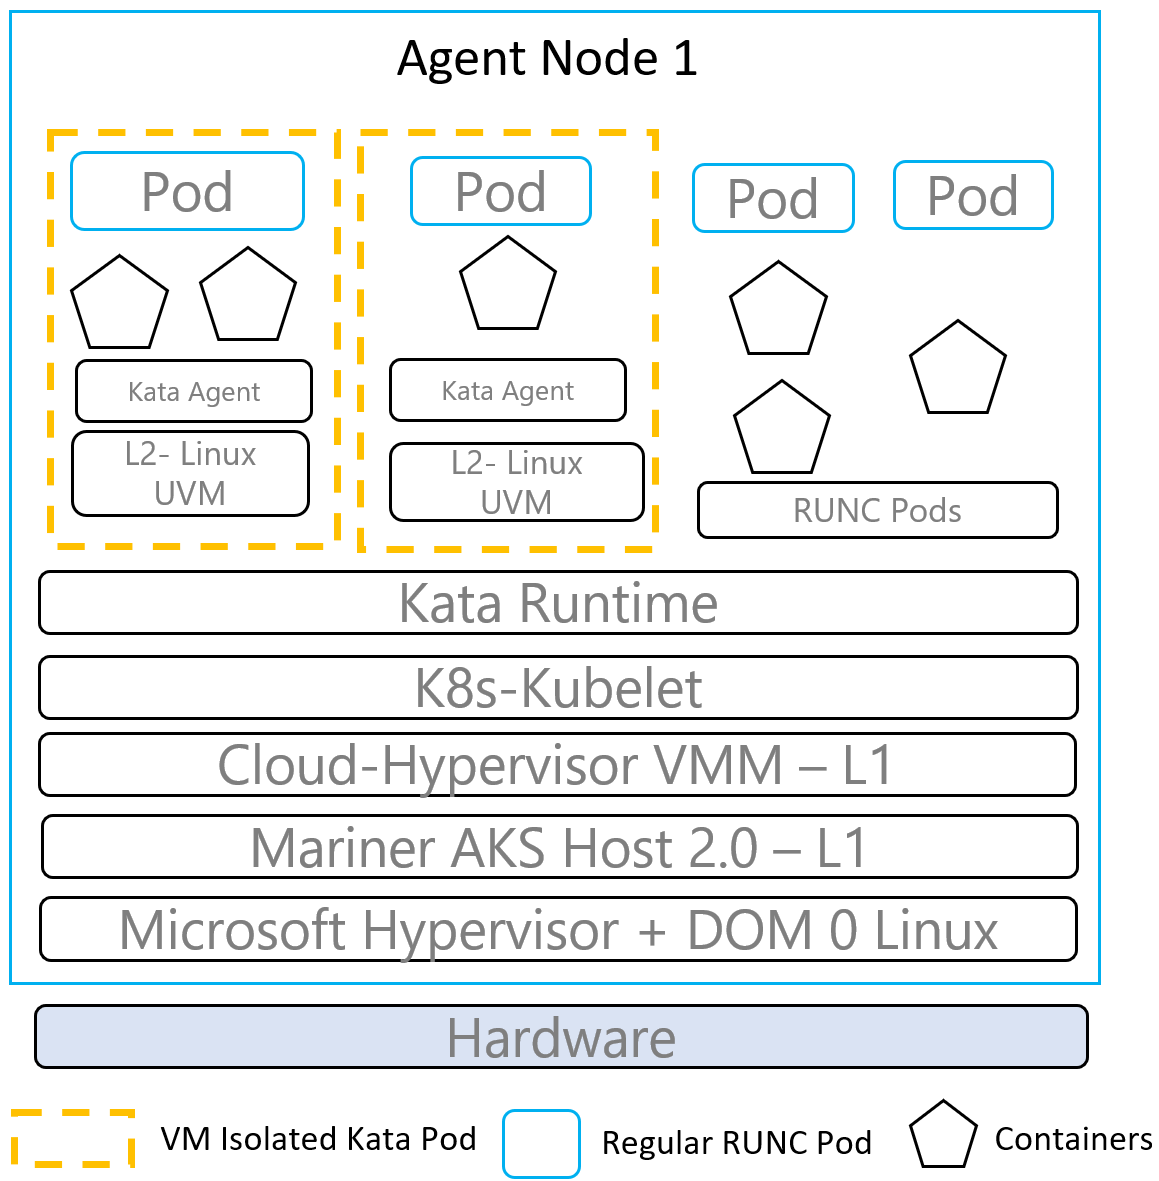 Agent Node 1
Pod
Pod
Pod
Pod
Kata Agent
Kata Agent
L2- Linux
UVM
L2- Linux
UVM
RUNC Pods
Kata Runtime
K8s-Kubelet
Cloud-Hypervisor VMM – L1
Mariner AKS Host 2.0 – L1
Microsoft Hypervisor + DOM 0 Linux
Hardware
VM Isolated Kata Pod
Regular RUNC Pod
Containers